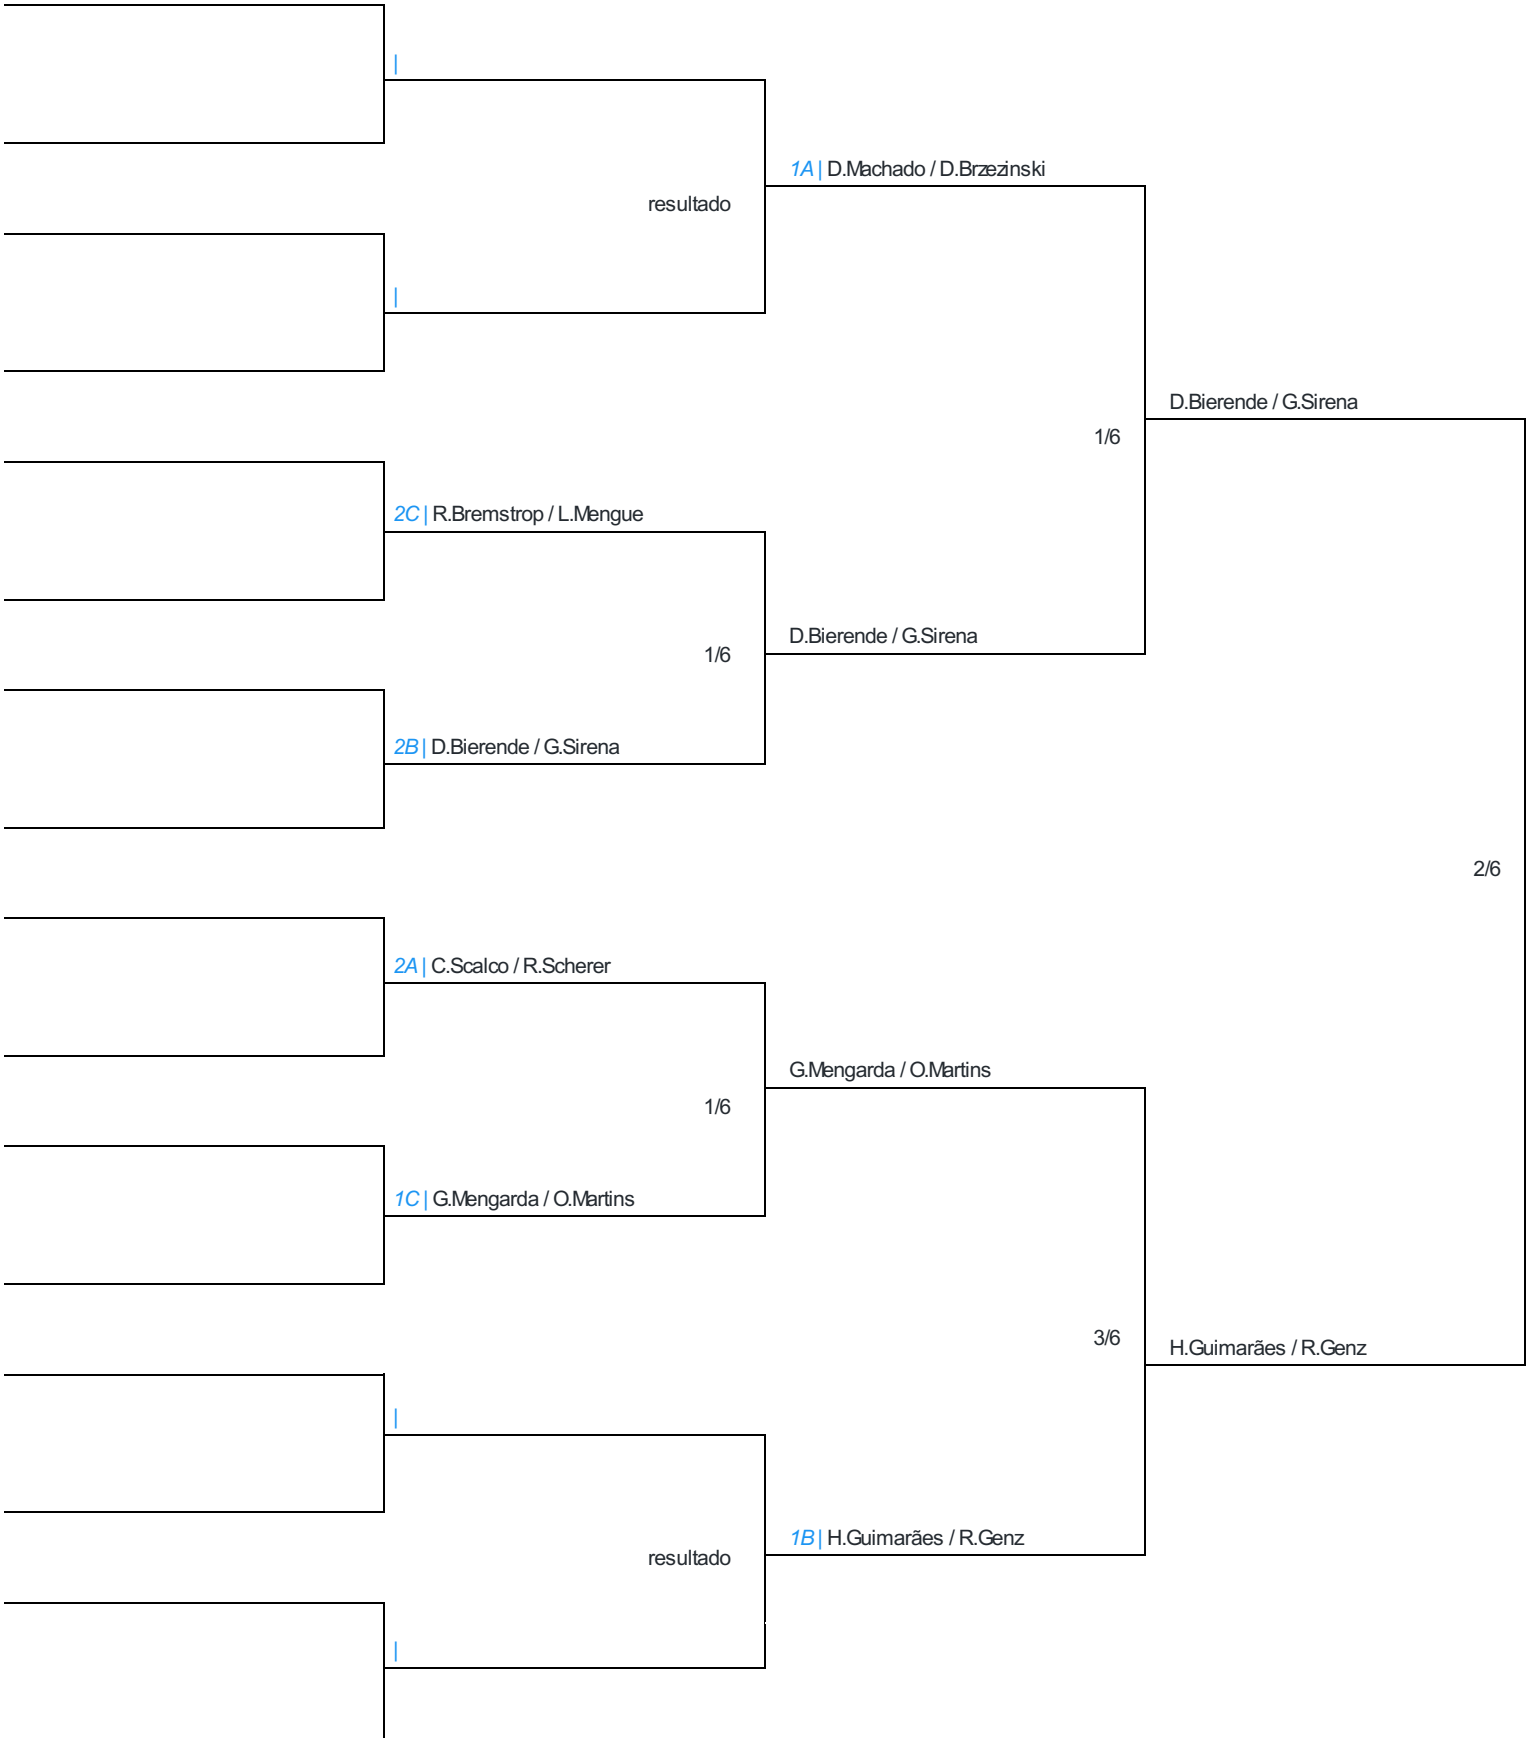 |
1A | D.Machado / D.Brzezinski
resultado
|
D.Bierende / G.Sirena
1/6
2C | R.Bremstrop / L.Mengue
D.Bierende / G.Sirena
1/6
2B | D.Bierende / G.Sirena
2/6
2A | C.Scalco / R.Scherer
G.Mengarda / O.Martins
1/6
1C | G.Mengarda / O.Martins
3/6
H.Guimarães / R.Genz
|
1B | H.Guimarães / R.Genz
resultado
|